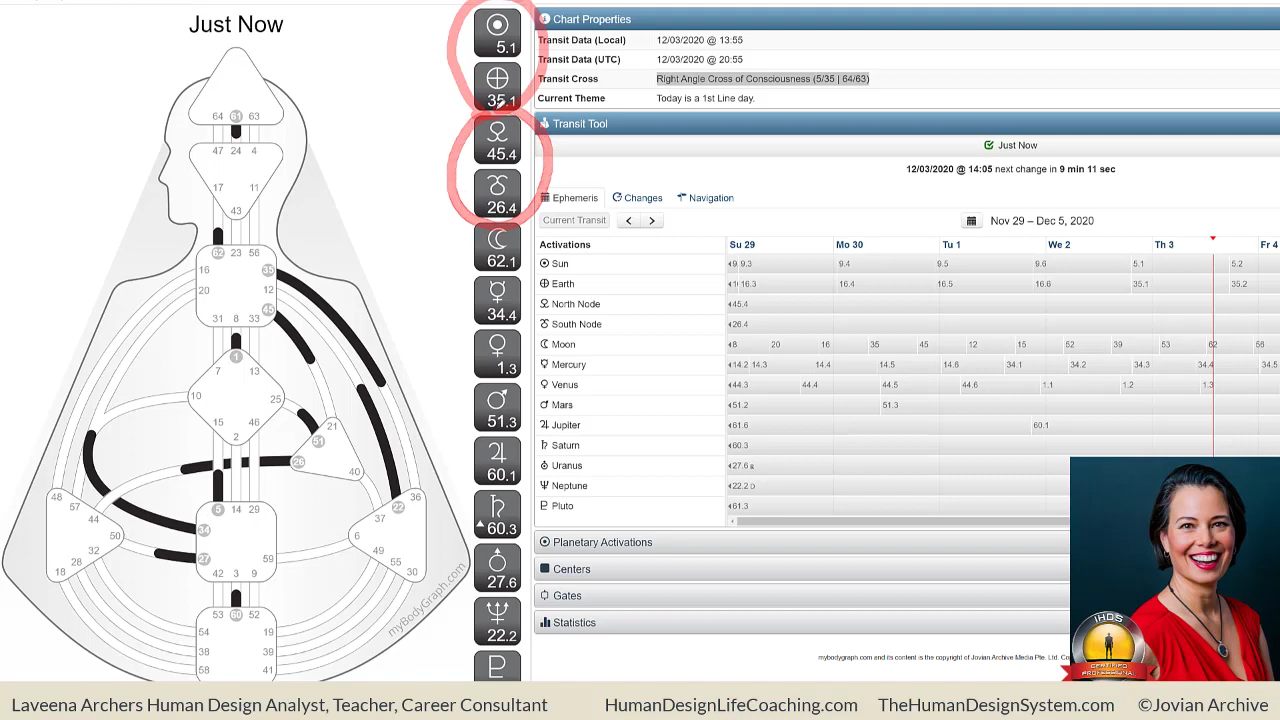 Just Now
64 61 63
47 24 4
17 11
43
62 23 56
16 35
20 12
45
31 8 33
1
7 13
10 25
15 46
2
21
51
26
40
48
57
44
50
32
28
18
5 14 29
34
27 59
42 3 9
36
22
37
6
49
55
30
53 60 52
54 19
38 39
58 41
myBodyGraph.com
5.1
35.1
45.4
26.4
62.1
34.4
1.3
51.3
60.1
60.3
27.6
22.2
Chart Properties
Transit Data (Local) 12/03/2020 @ 13:55
Transit Data (UTC) 12/03/2020 @ 20:55
Transit Cross Right Angle Cross of Consciousness (5/35 | 64/63)
Current Theme Today is a 1st Line day.
Transit Tool
Just Now
12/03/2020 @ 14:05 next change in 9 min 11 sec
Ephemeris Changes Navigation
Current Transit Nov 29 – Dec 5, 2020
Activations Su 29 Mo 30 Tu 1 We 2 Th 3 Fr 4
Sun 9 9.3 9.4 9.5 9.6 5.1 5.2
Earth 16.3 16.4 16.5 16.6 35.1 35.2
North Node 45.4
South Node 26.4
Moon 8 20 16 35 45 12 15 52 39 53 62 56
Mercury 14.2 14.3 14.4 14.5 14.6 34.1 34.2 34.3 34.4 34.5
Venus 44.3 44.4 44.5 44.6 1.1 1.2 1.3
Mars 51.2 51.3
Jupiter 61.6 60.1
Saturn 60.3
Uranus 27.6
Neptune 22.2
Pluto 61.3
Planetary Activations
Centers
Gates
Statistics
mybodygraph.com and its content is the copyright of Jovian Archive Media Pte. Ltd.
IHDS
CERTIFIED
PROFESSIONAL
Laveena Archers Human Design Analyst, Teacher, Career Consultant HumanDesignLifeCoaching.com TheHumanDesignSystem.com ©Jovian Archive